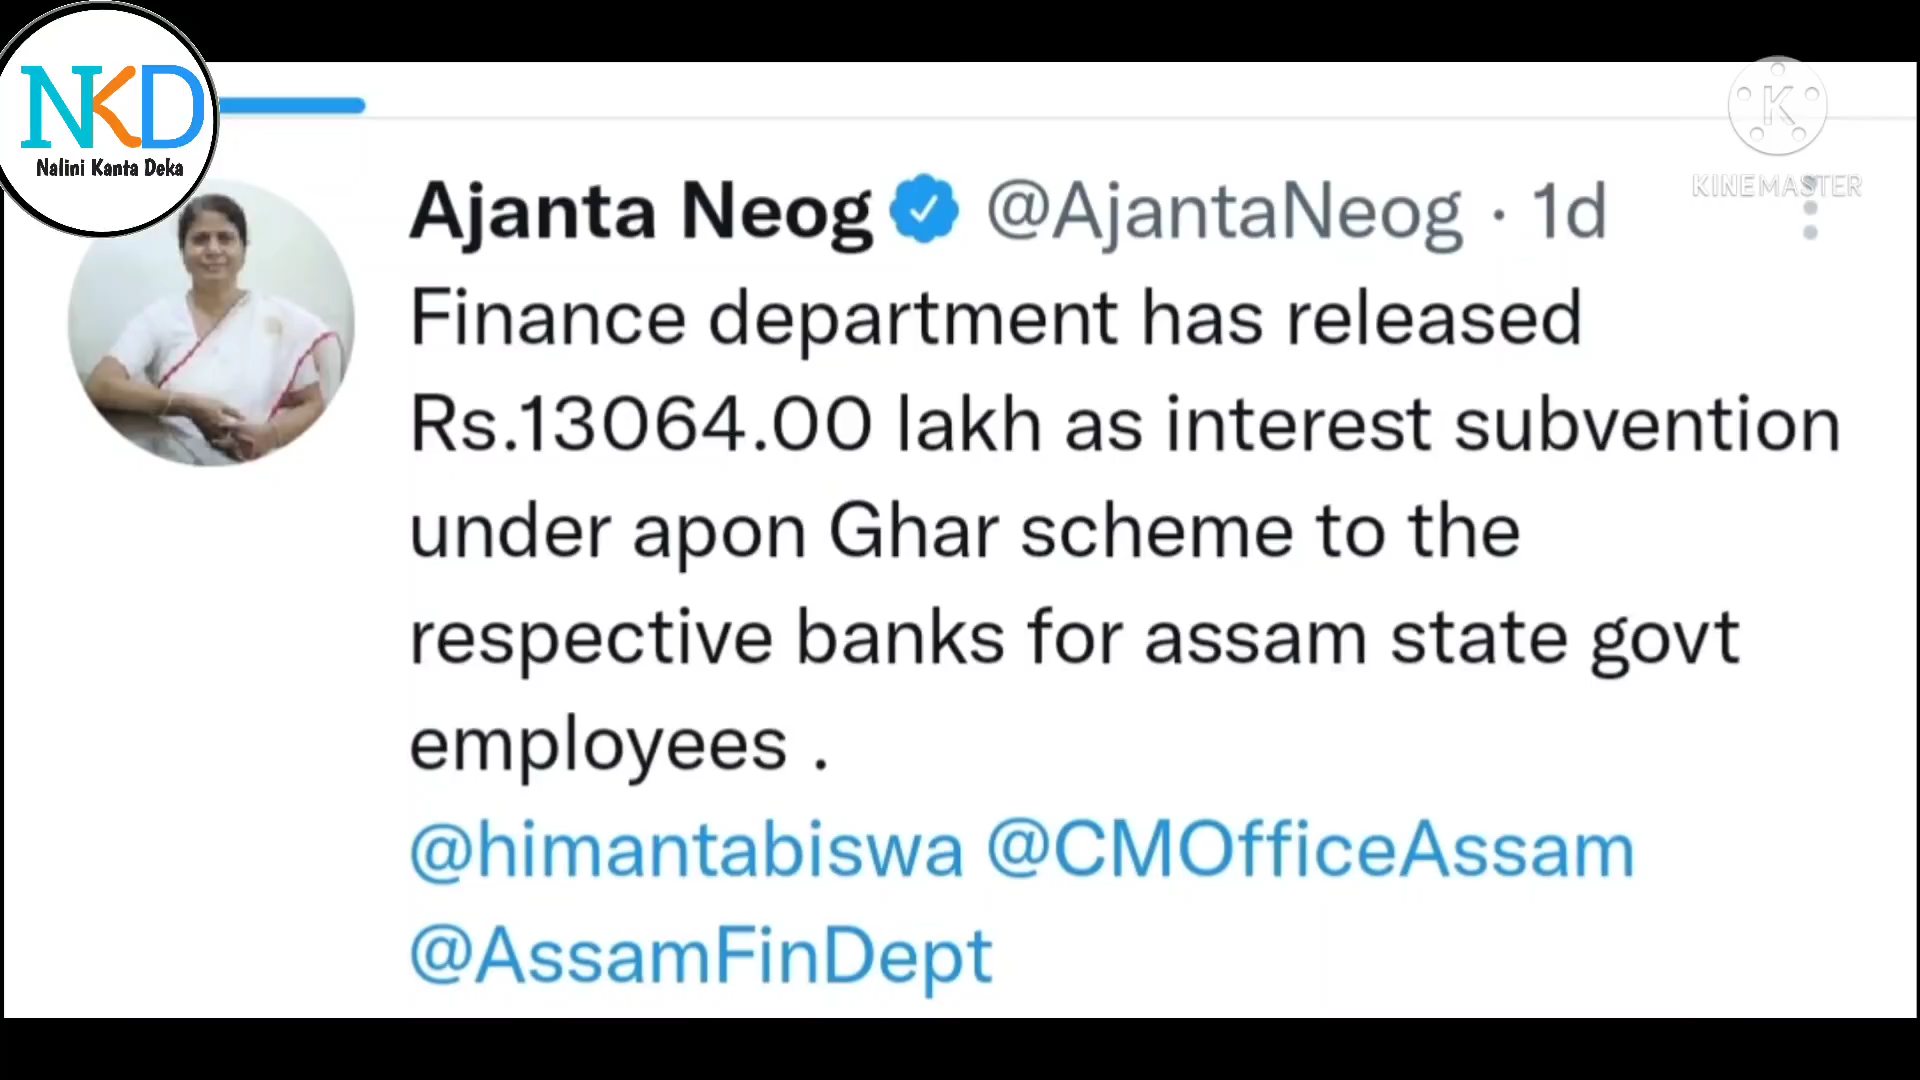 NKD
Nalini Kanta Deka
KINEMASTER
Ajanta Neog @AjantaNeog · 1d
Finance department has released
Rs.13064.00 lakh as interest subvention
under apon Ghar scheme to the
respective banks for assam state govt
employees .
@himantabiswa @CMOfficeAssam
@AssamFinDept